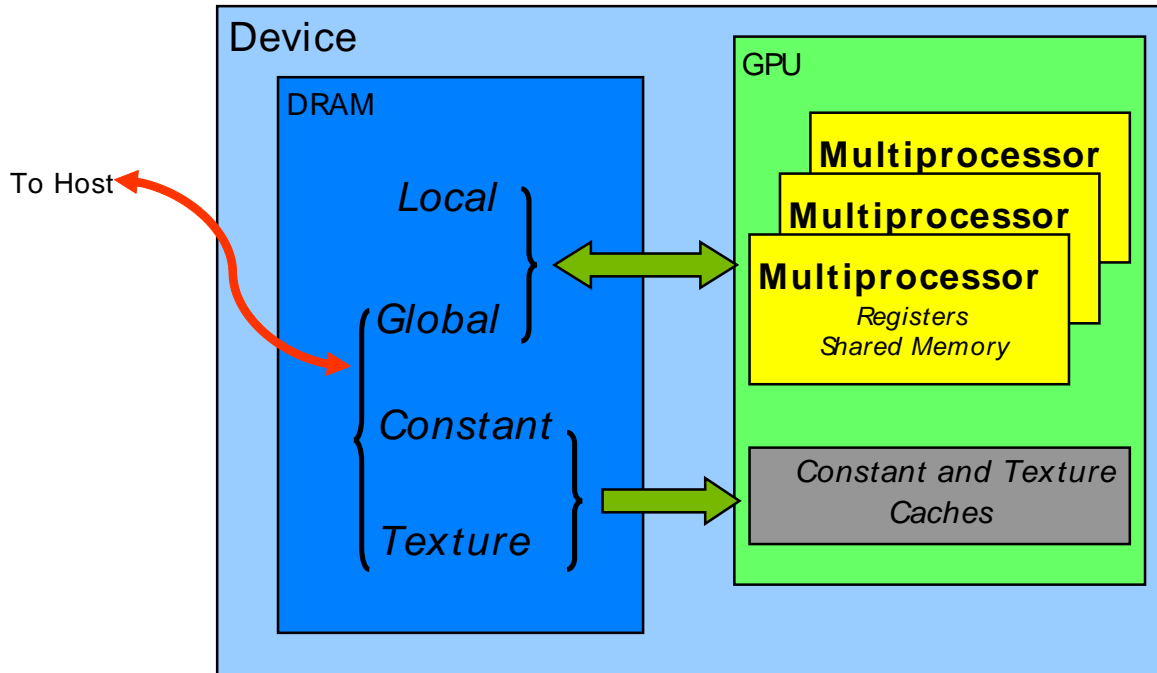 Device
GPU
DRAM
Multiprocessor
To Host
Local
Multiprocessor
Multiprocessor
Global
Registers
Shared Memory
Constant
Constant and Texture
Caches
Texture